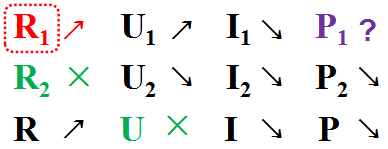 R₁ ↗ U₁ ↗ I₁ ↘ P₁ ?
R₂ × U₂ ↘ I₂ ↘ P₂ ↘
R ↗ U × I ↘ P ↘